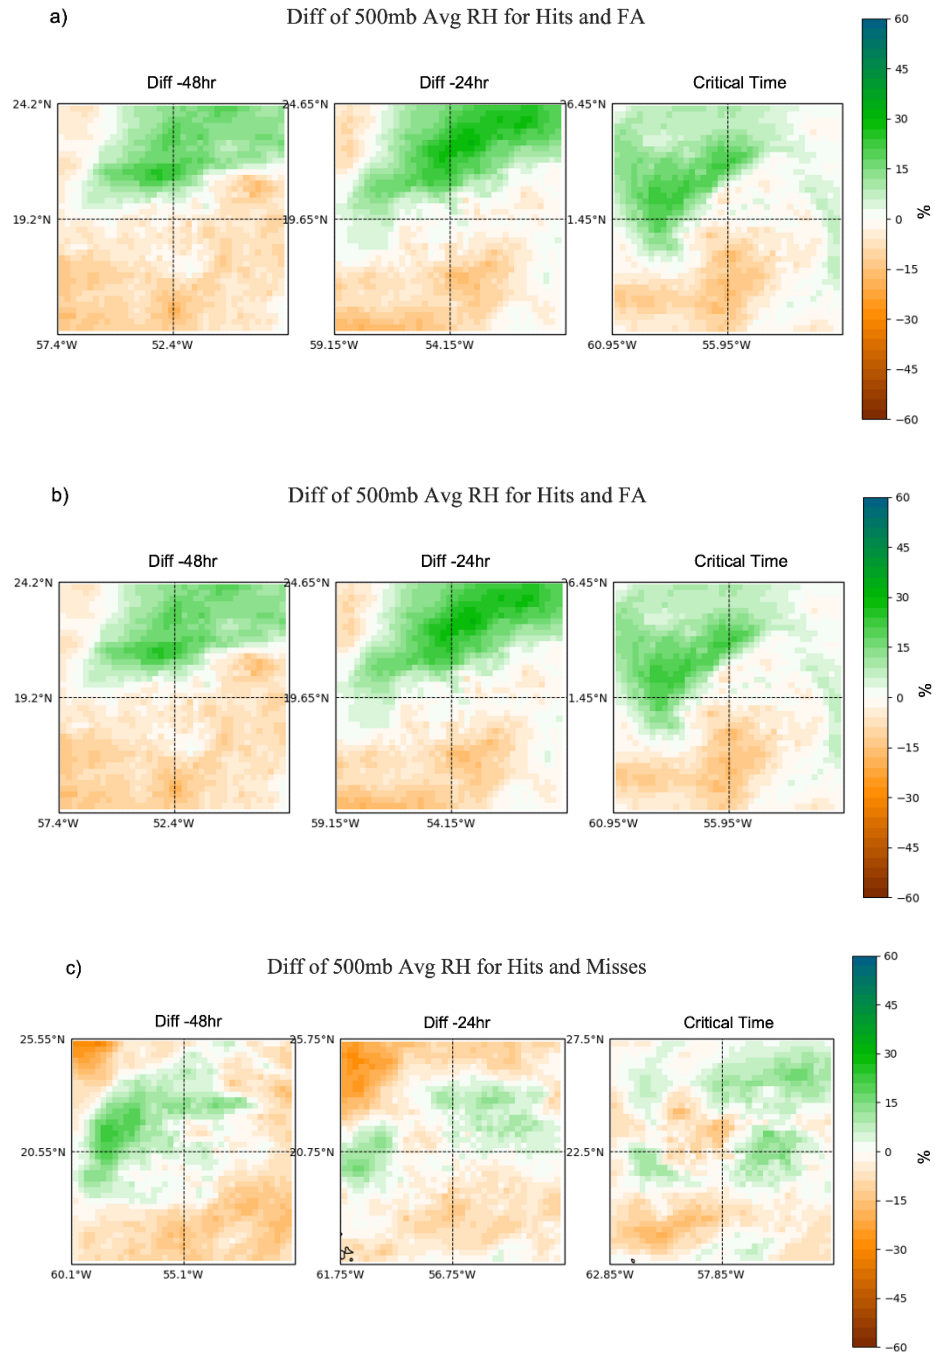 a)
Diff of 500mb Avg RH for Hits and FA
Diff -48hr
Diff -24hr
Critical Time
24.2°N
19.2°N
57.4°W
52.4°W
24.65°N
19.65°N
59.15°W
54.15°W
26.45°N
1.45°N
60.95°W
55.95°W
60
45
30
15
0
−15
−30
−45
−60
%
b)
Diff of 500mb Avg RH for Hits and FA
Diff -48hr
Diff -24hr
Critical Time
24.2°N
19.2°N
57.4°W
52.4°W
24.65°N
19.65°N
59.15°W
54.15°W
26.45°N
1.45°N
60.95°W
55.95°W
60
45
30
15
0
−15
−30
−45
−60
%
c)
Diff of 500mb Avg RH for Hits and Misses
Diff -48hr
Diff -24hr
Critical Time
25.55°N
20.55°N
60.1°W
55.1°W
25.75°N
20.75°N
61.75°W
56.75°W
27.5°N
22.5°N
62.85°W
57.85°W
60
45
30
15
0
−15
−30
−45
−60
%